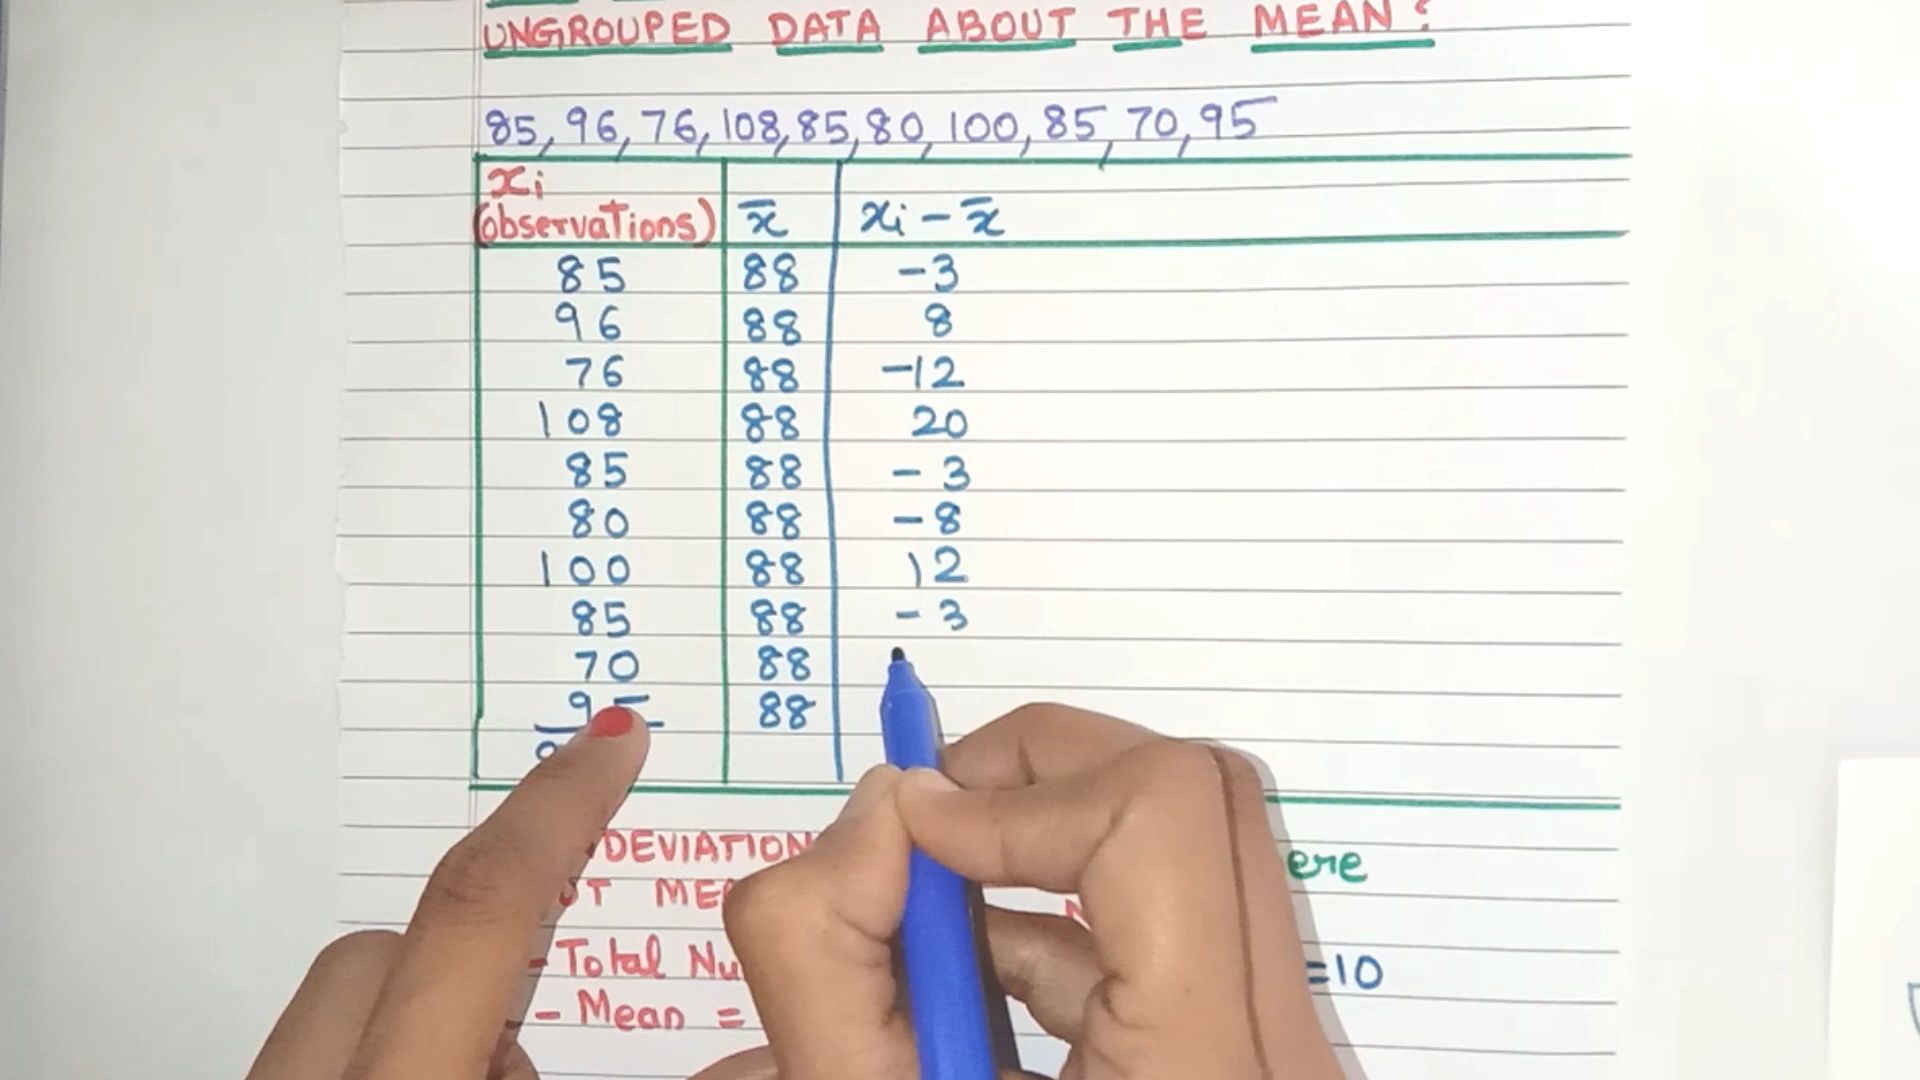 UNGROUPED DATA ABOUT THE MEAN?
85, 96, 76, 108, 85, 80, 100, 85, 70, 95
xi
(observations) x̄ xi - x̄
85 88 -3
96 88 8
76 88 -12
108 88 20
85 88 -3
80 88 -8
100 88 12
85 88 -3
70 88
95 88
DEVIATION
- Total =10
- Mean =